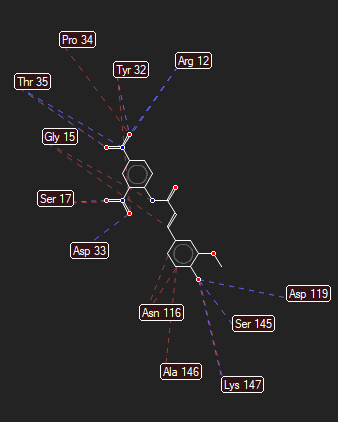 Pro 34
Arg 12
Tyr 32
Thr 35
Gly 15
Ser 17
Asp 33
Asp 119
Asn 116
Ser 145
Ala 146
Lys 147